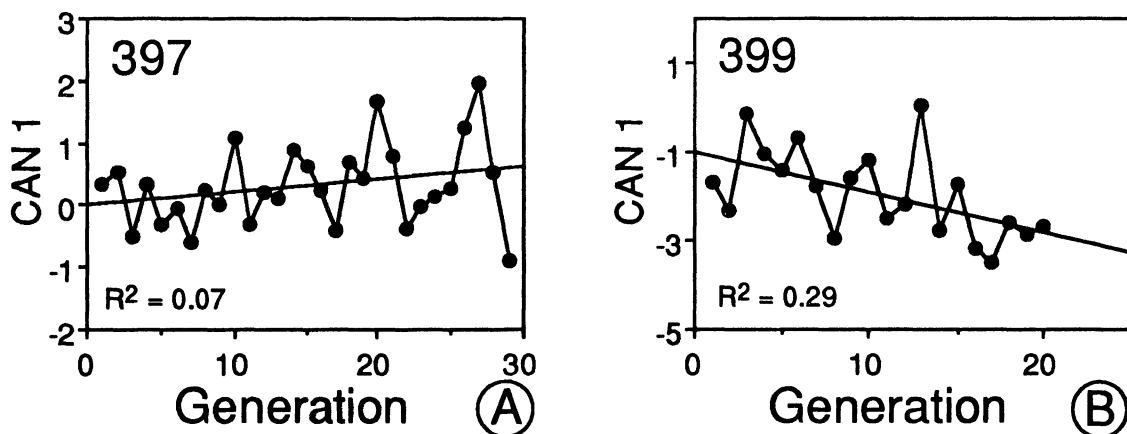 397
CAN 1
3
2
1
0
-1
-2
R² = 0.07
0 10 20 30
Generation
A
399
CAN 1
1
-1
-3
-5
R² = 0.29
0 10 20
Generation
B